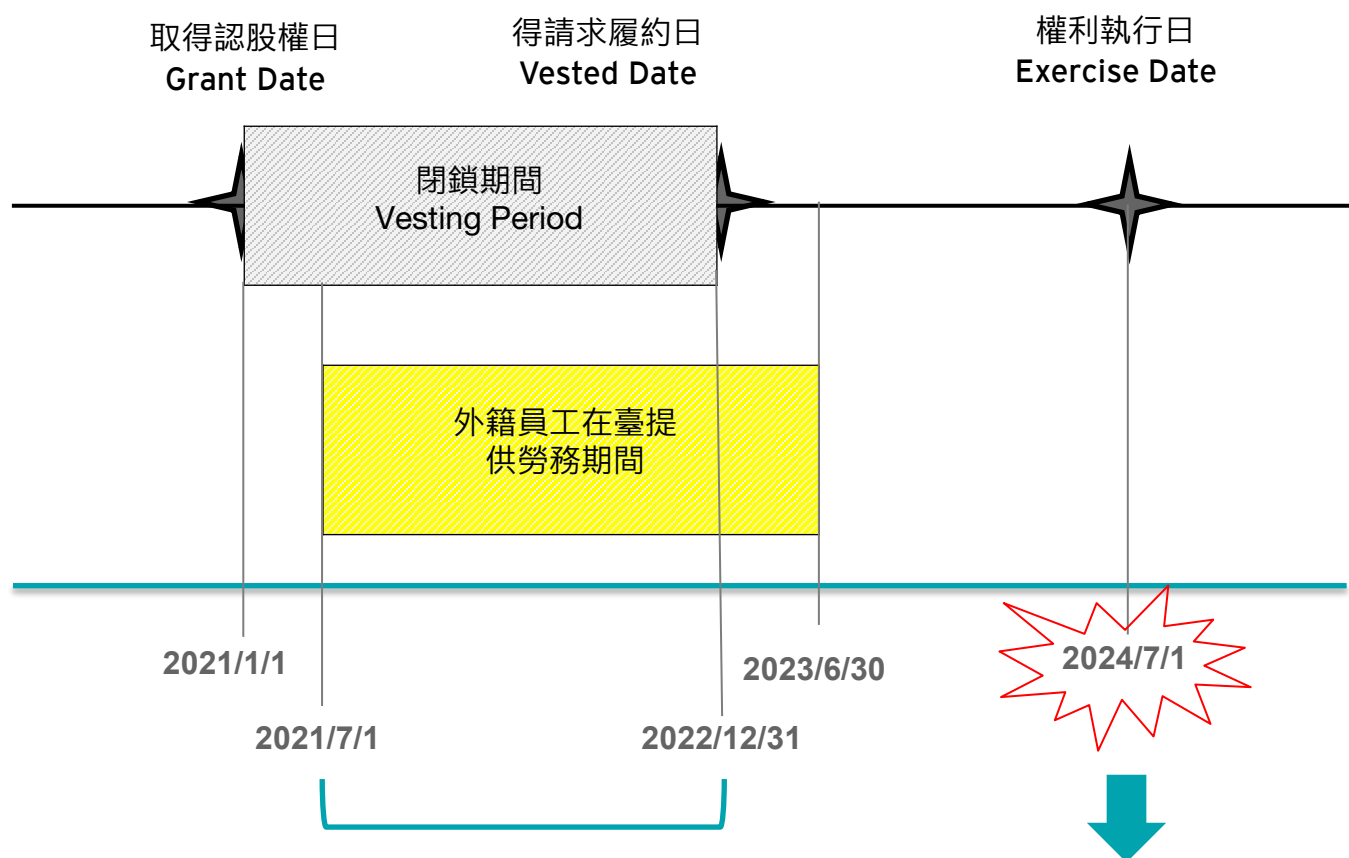 取得認股權日
Grant Date
得請求履約日
Vested Date
權利執行日
Exercise Date
閉鎖期間
Vesting Period
外籍員工在臺提
供勞務期間
2021/1/1
2023/6/30
2024/7/1
2021/7/1
2022/12/31